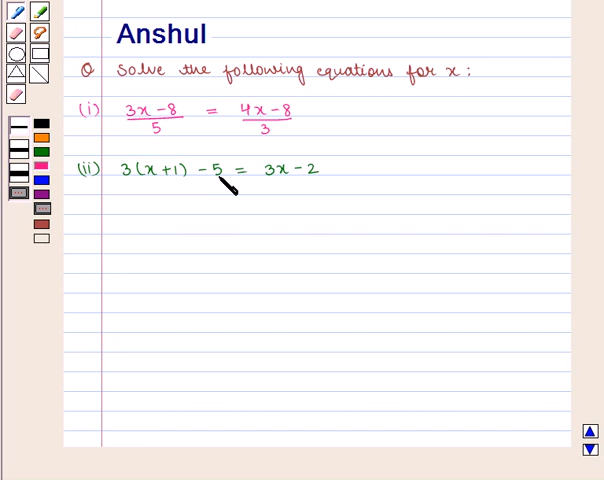 Anshul
Q Solve the following equations for x :
(i) (3x-8)/5 = (4x-8)/3
(ii) 3(x+1) - 5 = 3x - 2